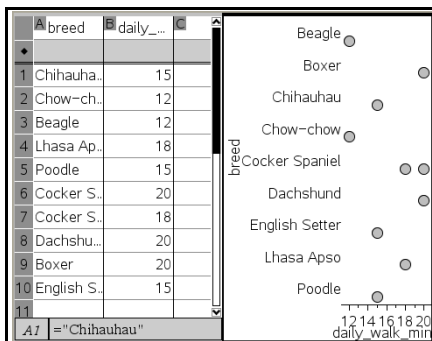 A breed B daily_... C
◆
1 Chihauha.. 15
2 Chow-ch.. 12
3 Beagle 12
4 Lhasa Ap.. 18
5 Poodle 15
6 Cocker S.. 20
7 Cocker S.. 18
8 Dachshu... 20
9 Boxer 20
10 English S.. 15
11
A1 ="Chihauhau"
Beagle
Boxer
Chihauhau
Chow-chow
breed
Cocker Spaniel
Dachshund
English Setter
Lhasa Apso
Poodle
12 14 16 18 20
daily_walk_min